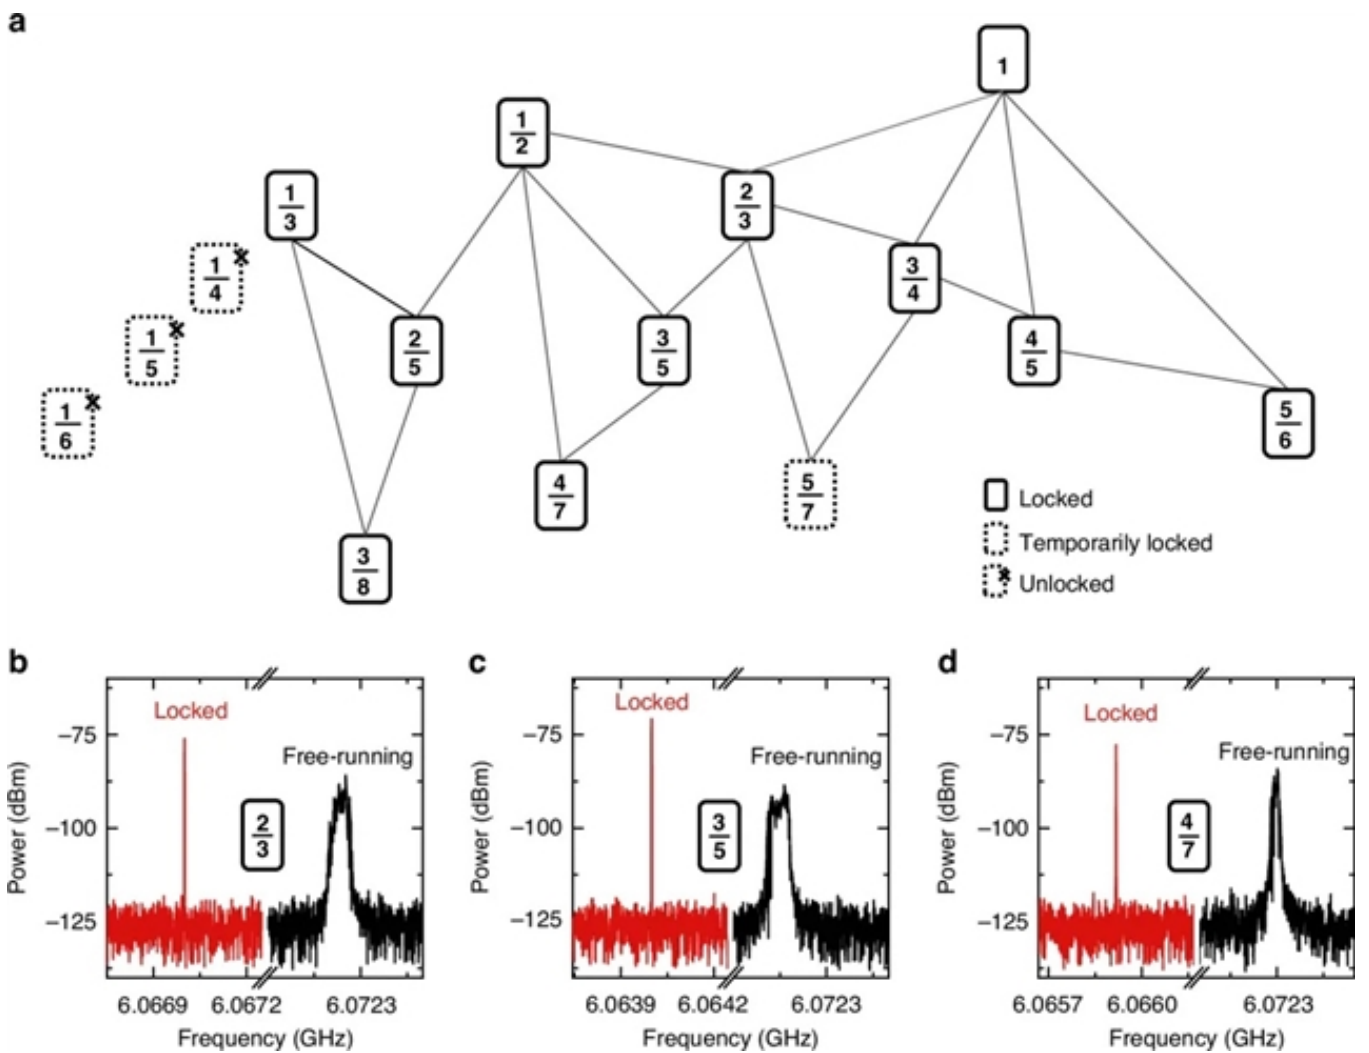 a
1
1/2
1/3
2/3
1/4
3/4
1/5
2/5
3/5
4/5
1/6
5/6
4/7
5/7
3/8
Locked
Temporarily locked
Unlocked
b
Locked
Free-running
2/3
Power (dBm)
−75
−100
−125
6.0669 6.0672 6.0723
Frequency (GHz)
c
Locked
Free-running
3/5
Power (dBm)
−75
−100
−125
6.0639 6.0642 6.0723
Frequency (GHz)
d
Locked
Free-running
4/7
Power (dBm)
−75
−100
−125
6.0657 6.0660 6.0723
Frequency (GHz)